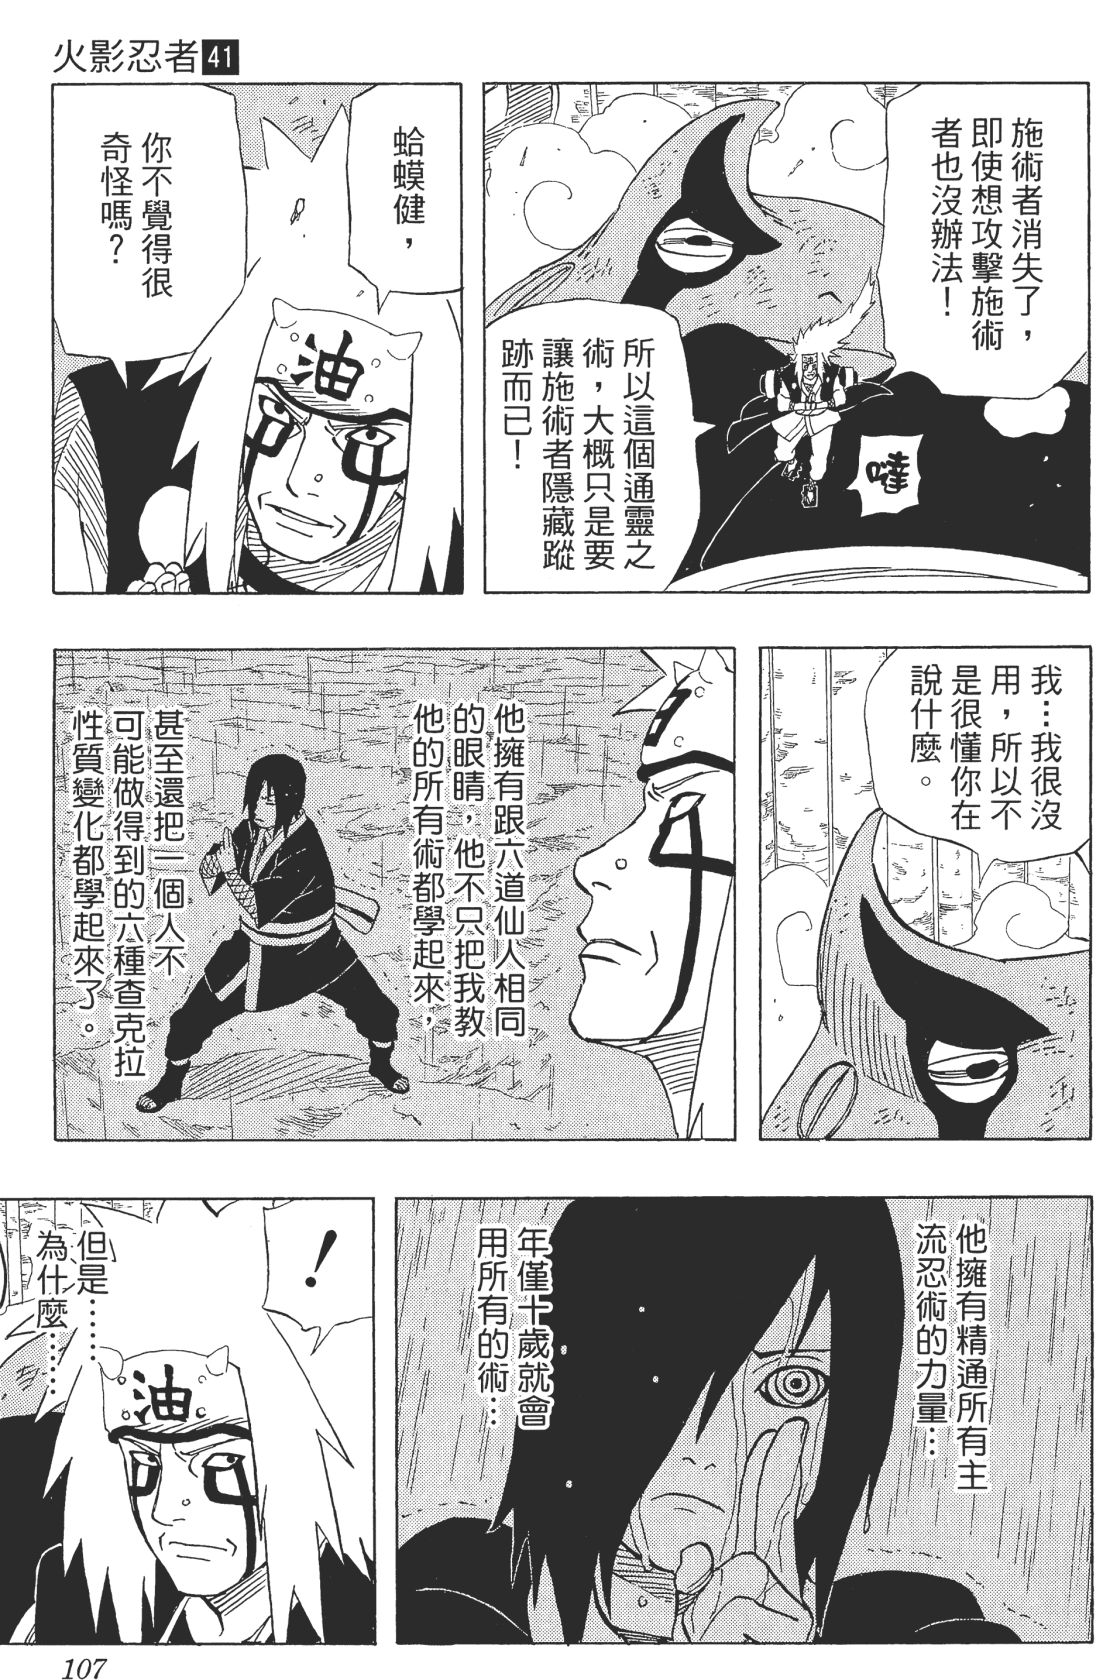 火影忍者41
施術者消失了，
即使想攻擊施術
者也沒辦法！
所以這個通靈之
術，大概只是要
讓施術者隱藏蹤
跡而已！
噠
蛤蟆健，
你不覺得很
奇怪嗎？
我…我很沒
用，所以不
是很懂你在
說什麼。
他擁有跟六道仙人相同
的眼睛，他不只把我教
他的所有術都學起來，
甚至還把一個人不
可能做得到的六種查克拉
性質變化都學起來了。
他擁有精通所有主
流忍術的力量…
年僅十歲就會
用所有的術…
！
油
但是……
為什麼……
油
107